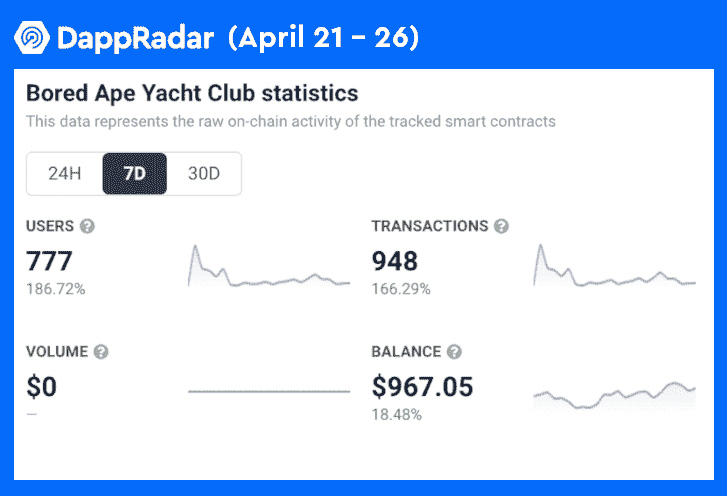 DappRadar (April 21 – 26)
Bored Ape Yacht Club statistics
This data represents the raw on-chain activity of the tracked smart contracts
24H 7D 30D
USERS ?
777
186.72%
TRANSACTIONS ?
948
166.29%
VOLUME ?
$0
—
BALANCE ?
$967.05
18.48%